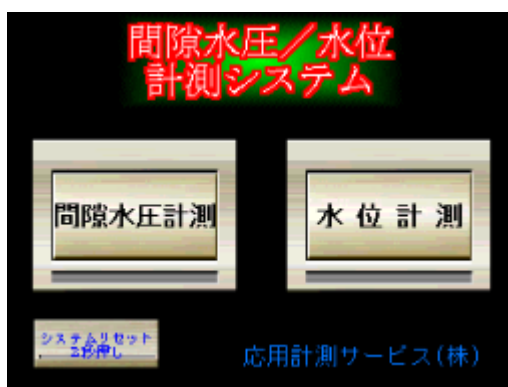 間隙水圧／水位
計測システム
間隙水圧計測
水 位 計 測
システムリセット
2秒押し
応用計測サービス(株)